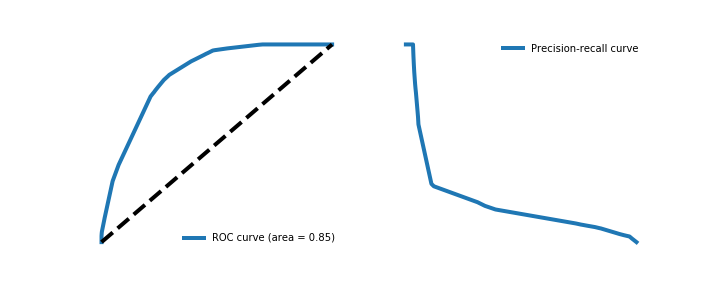 Precision-recall curve
ROC curve (area = 0.85)